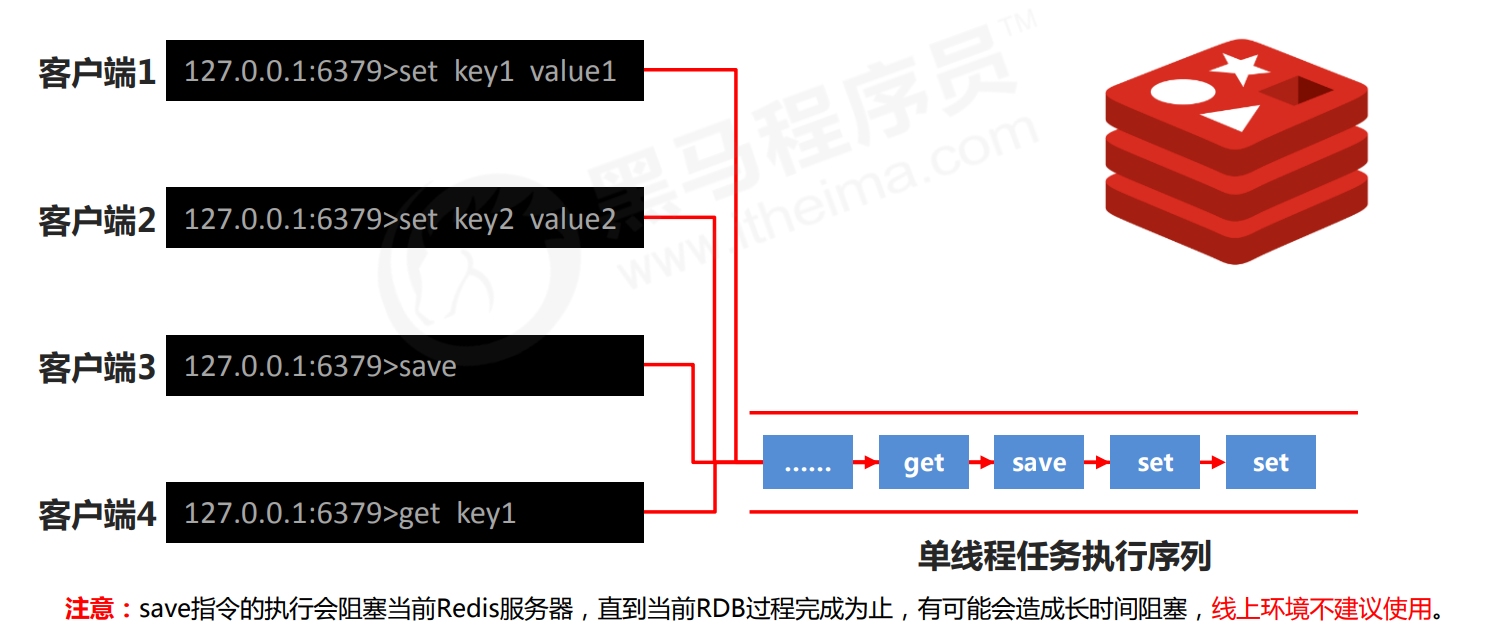 客户端1 127.0.0.1:6379>set key1 value1
客户端2 127.0.0.1:6379>set key2 value2
客户端3 127.0.0.1:6379>save
客户端4 127.0.0.1:6379>get key1
黑马程序员™
www.itheima.com
...... get save set set
单线程任务执行序列
注意：save指令的执行会阻塞当前Redis服务器，直到当前RDB过程完成为止，有可能会造成长时间阻塞，线上环境不建议使用。